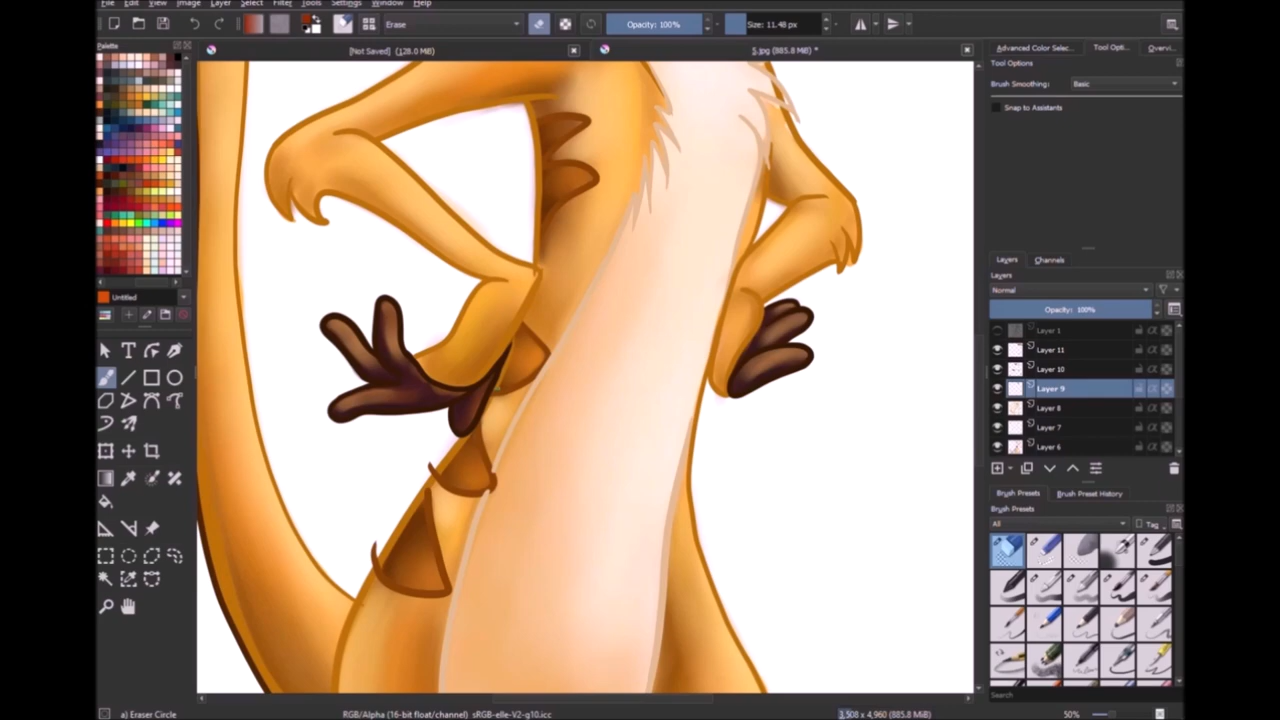 File Edit View Image Layer Select Filter Tools Settings Window Help
Erase Opacity: 100% Size: 11.48 px
Palette [Not Saved] (128.0 MiB) 5.jpg (885.8 MiB) * Advanced Color Selec... Tool Opti... Overvi...
Tool Options
Brush Smoothing: Basic
Snap to Assistants
Layers Channels
Layers
Normal
Untitled
Opacity: 100%
Layer 1
Layer 11
Layer 10
Layer 9
Layer 8
Layer 7
Layer 6
Brush Presets Brush Preset History
Brush Presets
All Tag
Search
a) Eraser Circle RGB/Alpha (16-bit float/channel) sRGB-elle-V2-g10.icc 3,508 x 4,960 (885.8 MiB) 50%